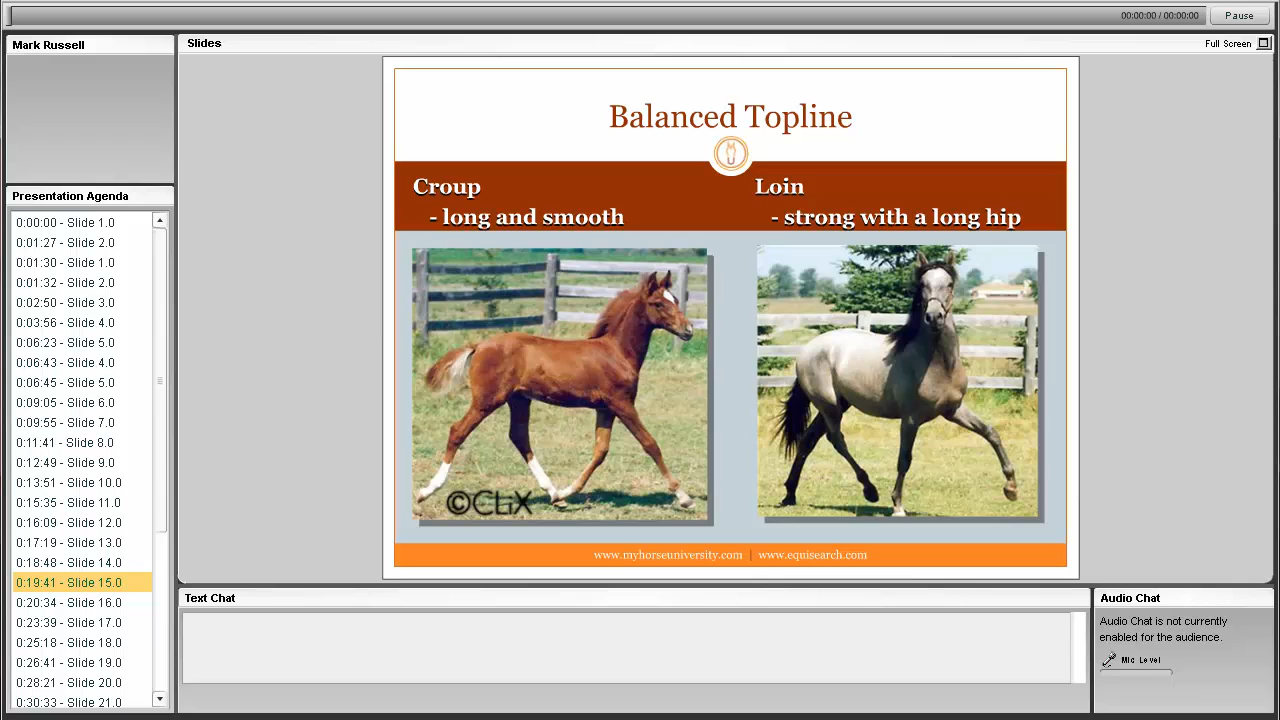 00:00:00 / 00:00:00
Pause
Mark Russell
Slides
Full Screen
Balanced Topline
Croup
- long and smooth
Loin
- strong with a long hip
©CLiX
www.myhorseuniversity.com | www.equisearch.com
Presentation Agenda
0:00:00 - Slide 1.0
0:01:27 - Slide 2.0
0:01:30 - Slide 1.0
0:01:32 - Slide 2.0
0:02:50 - Slide 3.0
0:03:56 - Slide 4.0
0:06:23 - Slide 5.0
0:06:43 - Slide 4.0
0:06:45 - Slide 5.0
0:09:05 - Slide 6.0
0:09:55 - Slide 7.0
0:11:41 - Slide 8.0
0:12:49 - Slide 9.0
0:13:51 - Slide 10.0
0:15:35 - Slide 11.0
0:16:09 - Slide 12.0
0:17:19 - Slide 13.0
0:18:48 - Slide 14.0
0:19:41 - Slide 15.0
0:20:34 - Slide 16.0
0:23:39 - Slide 17.0
0:25:18 - Slide 18.0
0:26:41 - Slide 19.0
0:28:21 - Slide 20.0
0:30:33 - Slide 21.0
Text Chat
Audio Chat
Audio Chat is not currently
enabled for the audience.
Mic Level